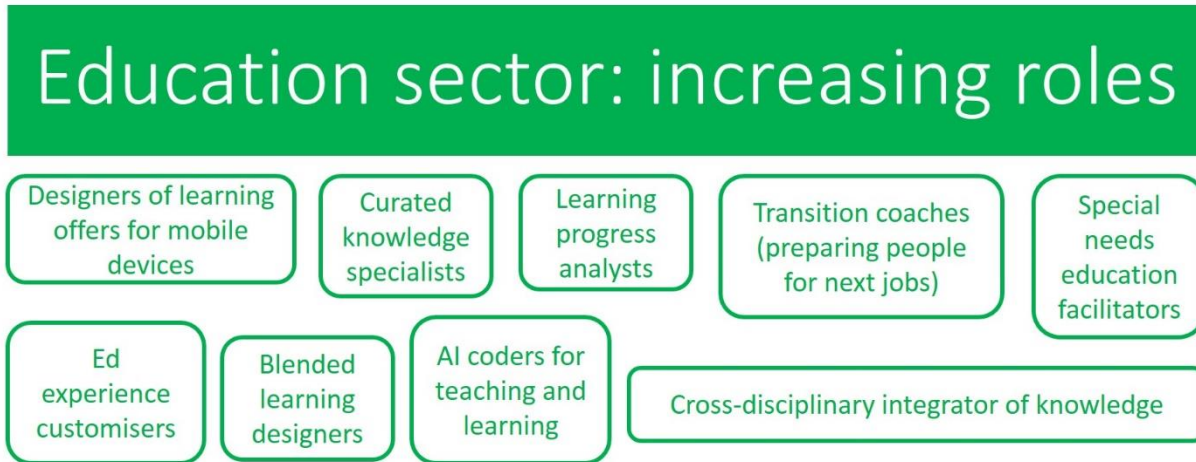 Education sector: increasing roles
Designers of learning
offers for mobile
devices
Curated
knowledge
specialists
Learning
progress
analysts
Transition coaches
(preparing people
for next jobs)
Special
needs
education
facilitators
Ed
experience
customisers
Blended
learning
designers
AI coders for
teaching and
learning
Cross-disciplinary integrator of knowledge